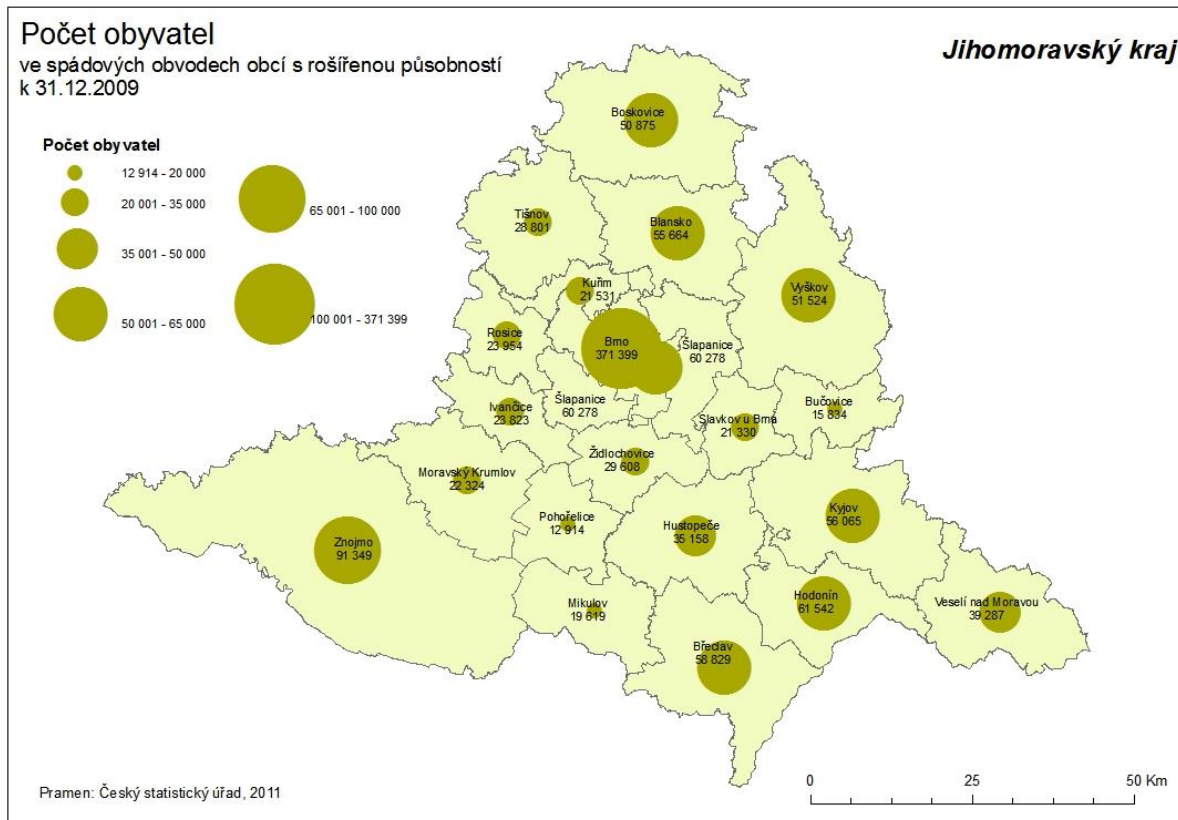 Počet obyvatel
ve spádových obvodech obcí s rošířenou působností
k 31.12.2009
Jihomoravský kraj
Počet obyvatel
12 914 - 20 000
20 001 - 35 000
35 001 - 50 000
50 001 - 65 000
65 001 - 100 000
100 001 - 371 399
Boskovice
50 875
Tišnov
28 801
Blansko
55 664
Vyškov
51 524
Kuřim
21 531
Rosice
23 954
Brno
371 399
Šlapanice
60 278
Ivančice
23 823
Šlapanice
60 278
Slavkov u Brna
21 330
Bučovice
15 834
Židlochovice
29 608
Moravský Krumlov
22 324
Pohořelice
12 914
Hustopeče
35 158
Kyjov
56 065
Znojmo
91 349
Mikulov
19 619
Hodonín
61 542
Veselí nad Moravou
39 287
Břeclav
58 829
Pramen: Český statistický úřad, 2011
0 25 50 Km